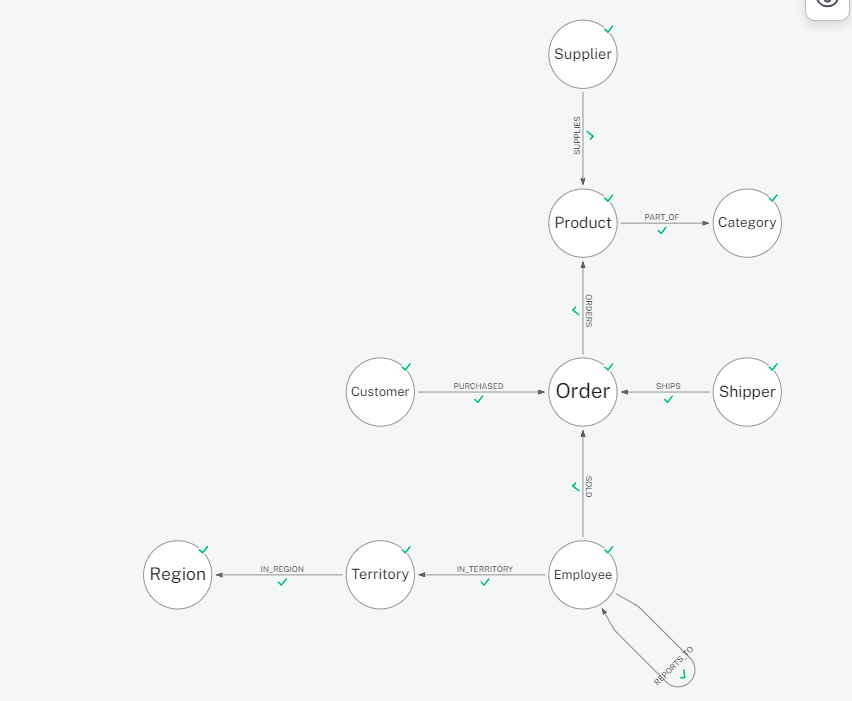 Supplier
SUPPLIES
Product
PART_OF
Category
ORDERS
Customer
PURCHASED
Order
SHIPS
Shipper
SOLD
Region
IN_REGION
Territory
IN_TERRITORY
Employee
REPORTS_TO